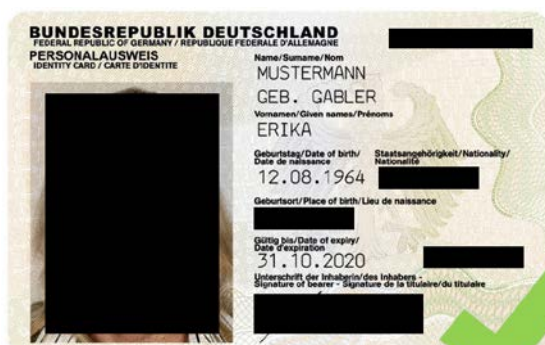 BUNDESREPUBLIK DEUTSCHLAND
FEDERAL REPUBLIC OF GERMANY / REPUBLIQUE FEDERALE D'ALLEMAGNE
PERSONALAUSWEIS
IDENTITY CARD / CARTE D'IDENTITE
Name/Surname/Nom
MUSTERMANN
GEB. GABLER
Vornamen/Given names/Prénoms
ERIKA
Geburtstag/Date of birth/
Date de naissance
12.08.1964
Staatsangehörigkeit/Nationality/
Nationalité
Geburtsort/Place of birth/Lieu de naissance
Gültig bis/Date of expiry/
Date d'expiration
31.10.2020
Unterschrift der Inhaberin/des Inhabers -
Signature of bearer - Signature de la titulaire/du titulaire